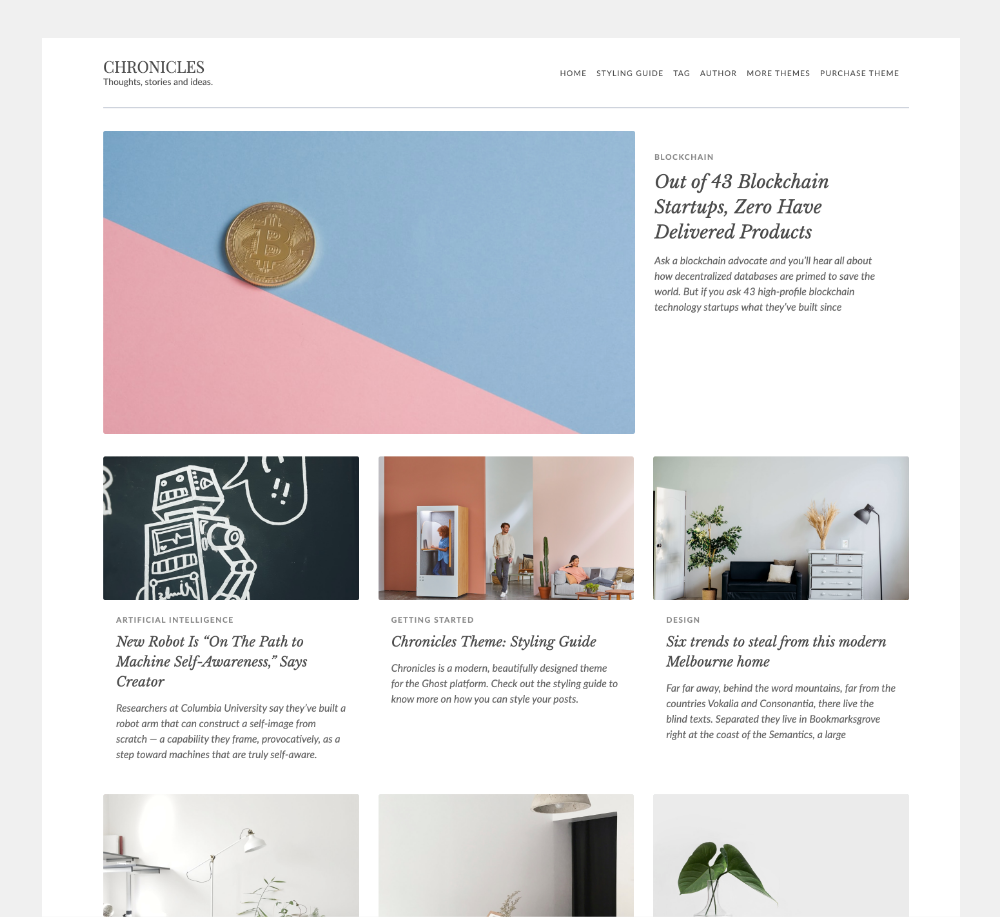 CHRONICLES
Thoughts, stories and ideas.
HOME STYLING GUIDE TAG AUTHOR MORE THEMES PURCHASE THEME
BLOCKCHAIN
Out of 43 Blockchain
Startups, Zero Have
Delivered Products
Ask a blockchain advocate and you'll hear all about
how decentralized databases are primed to save the
world. But if you ask 43 high-profile blockchain
technology startups what they've built since
ARTIFICIAL INTELLIGENCE
New Robot Is “On The Path to
Machine Self-Awareness,” Says
Creator
Researchers at Columbia University say they've built a
robot arm that can construct a self-image from
scratch — a capability they frame, provocatively, as a
step toward machines that are truly self-aware.
GETTING STARTED
Chronicles Theme: Styling Guide
Chronicles is a modern, beautifully designed theme
for the Ghost platform. Check out the styling guide to
know more on how you can style your posts.
DESIGN
Six trends to steal from this modern
Melbourne home
Far far away, behind the word mountains, far from the
countries Vokalia and Consonantia, there live the
blind texts. Separated they live in Bookmarksgrove
right at the coast of the Semantics, a large